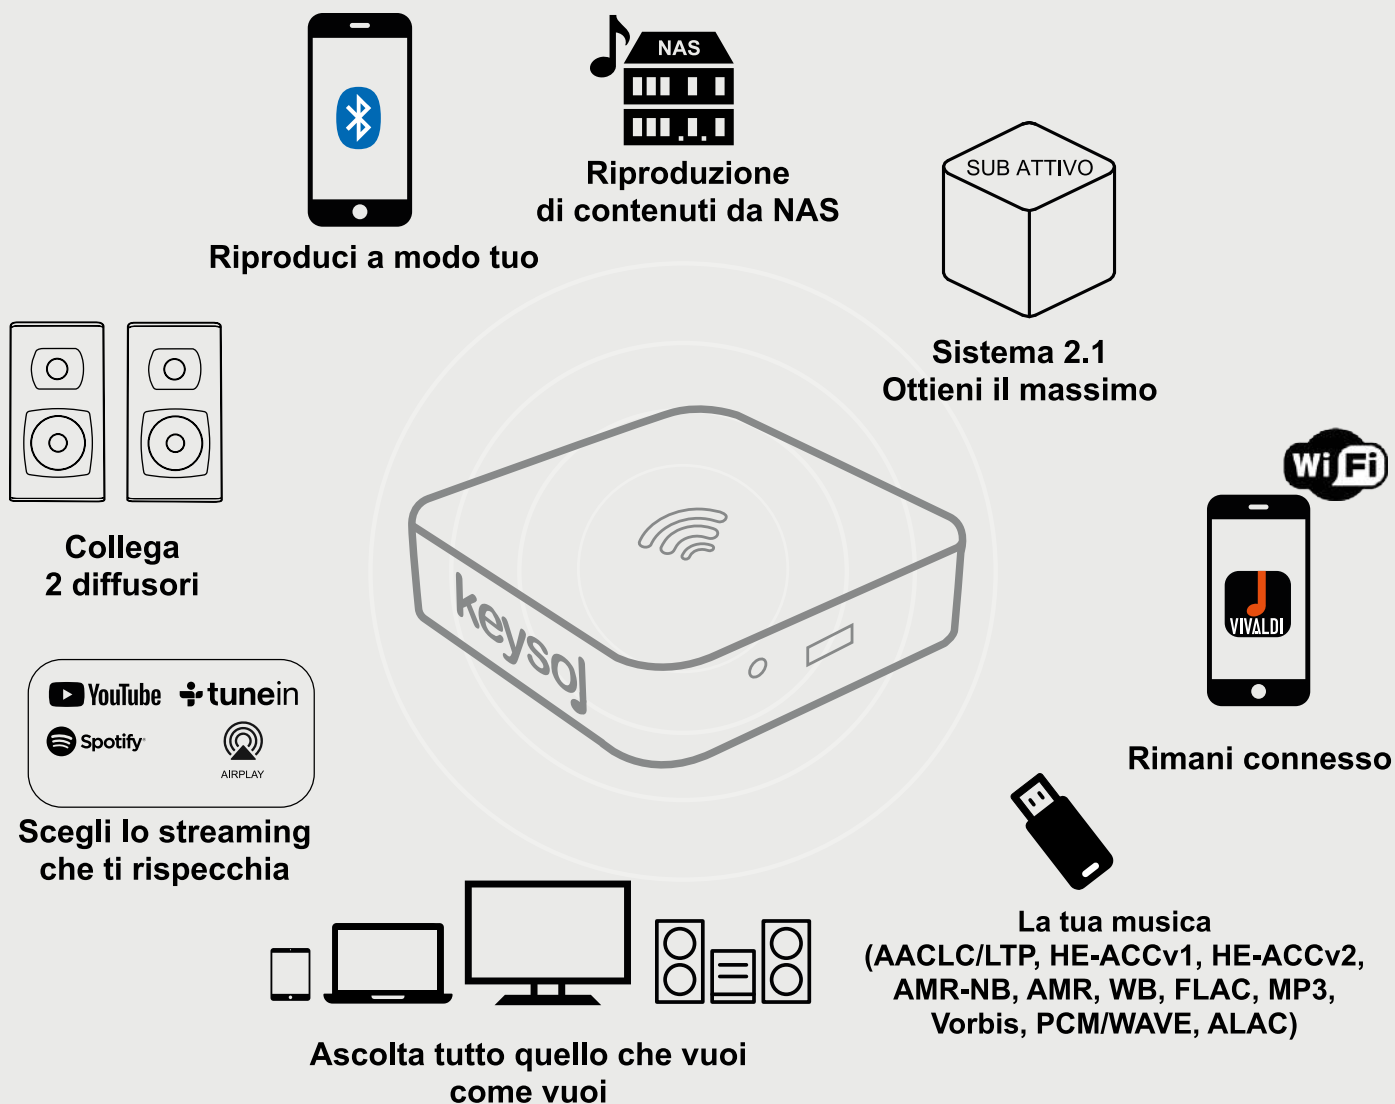 NAS
Riproduzione
di contenuti da NAS
Riproduci a modo tuo
SUB ATTIVO
Sistema 2.1
Ottieni il massimo
Collega
2 diffusori
WiFi
VIVALDI
Rimani connesso
keysol
YouTube
tunein
Spotify
AIRPLAY
Scegli lo streaming
che ti rispecchia
La tua musica
(AACLC/LTP, HE-ACCv1, HE-ACCv2,
AMR-NB, AMR, WB, FLAC, MP3,
Vorbis, PCM/WAVE, ALAC)
Ascolta tutto quello che vuoi
come vuoi